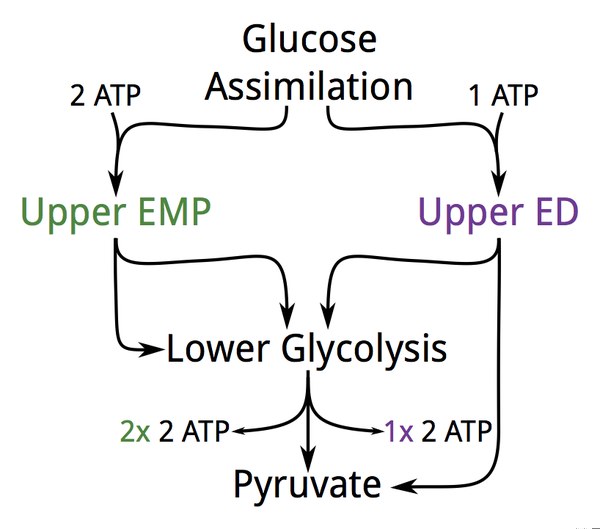 Glucose
Assimilation
2 ATP
1 ATP
Upper EMP
Upper ED
Lower Glycolysis
2x 2 ATP
1x 2 ATP
Pyruvate